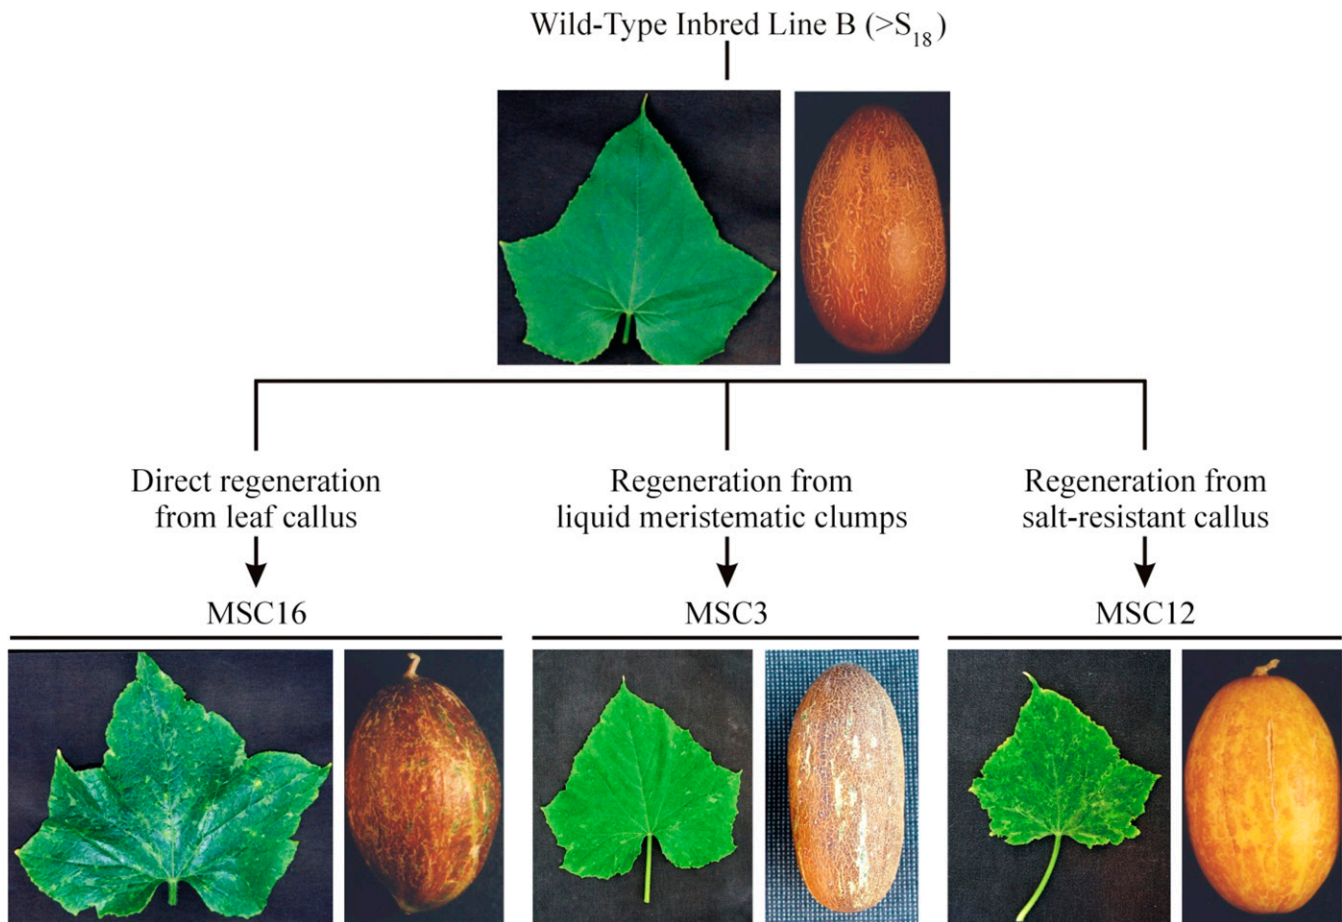 Wild-Type Inbred Line B (>S18)
Direct regeneration
from leaf callus
Regeneration from
liquid meristematic clumps
Regeneration from
salt-resistant callus
MSC16
MSC3
MSC12